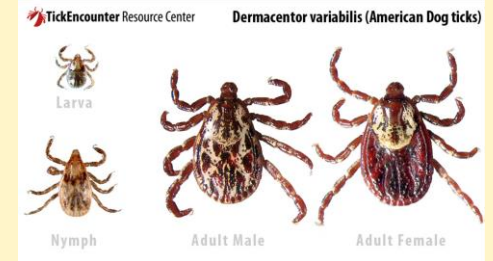 TickEncounter Resource Center
Dermacentor variabilis (American Dog ticks)
Larva
Nymph
Adult Male
Adult Female